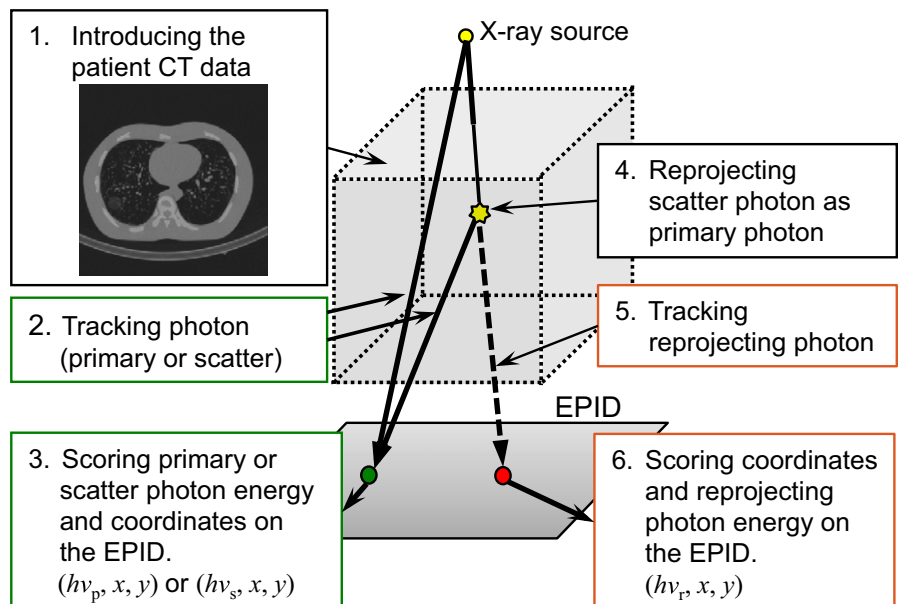 1. Introducing the
patient CT data
X-ray source
4. Reprojecting
scatter photon as
primary photon
2. Tracking photon
(primary or scatter)
5. Tracking
reprojecting photon
EPID
3. Scoring primary or
scatter photon energy
and coordinates on
the EPID.
(hνp, x, y) or (hνs, x, y)
6. Scoring coordinates
and reprojecting
photon energy on
the EPID.
(hνr, x, y)